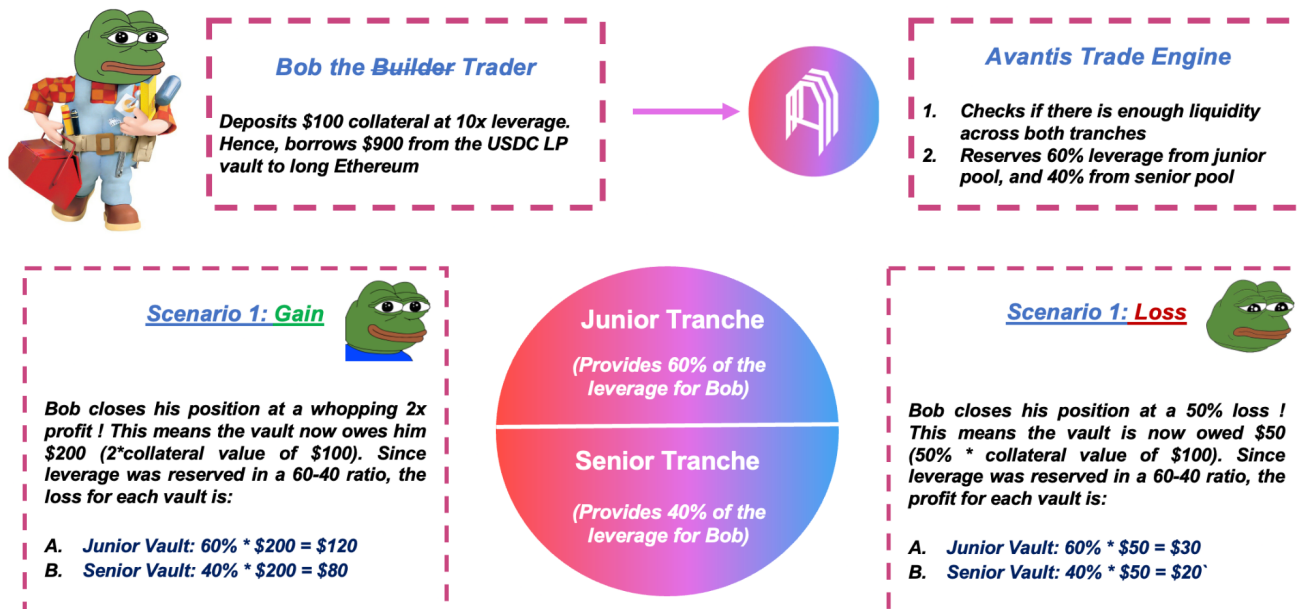 Bob the Builder Trader
Deposits $100 collateral at 10x leverage.
Hence, borrows $900 from the USDC LP
vault to long Ethereum
Avantis Trade Engine
1. Checks if there is enough liquidity
across both tranches
2. Reserves 60% leverage from junior
pool, and 40% from senior pool
Scenario 1: Gain
Bob closes his position at a whopping 2x
profit ! This means the vault now owes him
$200 (2*collateral value of $100). Since
leverage was reserved in a 60-40 ratio, the
loss for each vault is:
A. Junior Vault: 60% * $200 = $120
B. Senior Vault: 40% * $200 = $80
Junior Tranche
(Provides 60% of the
leverage for Bob)
Senior Tranche
(Provides 40% of the
leverage for Bob)
Scenario 1: Loss
Bob closes his position at a 50% loss !
This means the vault is now owed $50
(50% * collateral value of $100). Since
leverage was reserved in a 60-40 ratio, the
profit for each vault is:
A. Junior Vault: 60% * $50 = $30
B. Senior Vault: 40% * $50 = $20`